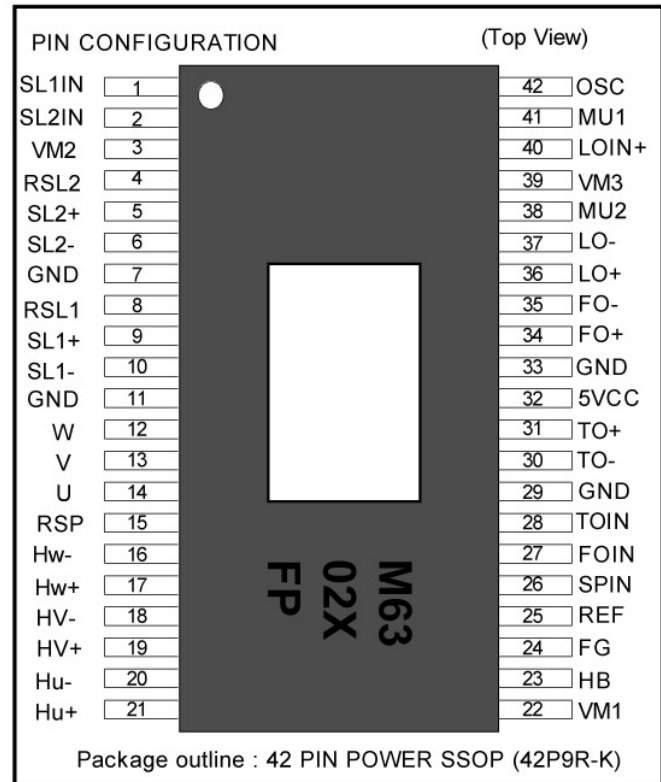 PIN CONFIGURATION (Top View)
SL1IN 1 42 OSC
SL2IN 2 41 MU1
VM2 3 40 LOIN+
RSL2 4 39 VM3
SL2+ 5 38 MU2
SL2- 6 37 LO-
GND 7 36 LO+
RSL1 8 35 FO-
SL1+ 9 34 FO+
SL1- 10 33 GND
GND 11 32 5VCC
W 12 31 TO+
V 13 30 TO-
U 14 29 GND
RSP 15 28 TOIN
Hw- 16 27 FOIN
Hw+ 17 26 SPIN
HV- 18 25 REF
HV+ 19 24 FG
Hu- 20 23 HB
Hu+ 21 22 VM1
M63
02X
FP
Package outline : 42 PIN POWER SSOP (42P9R-K)